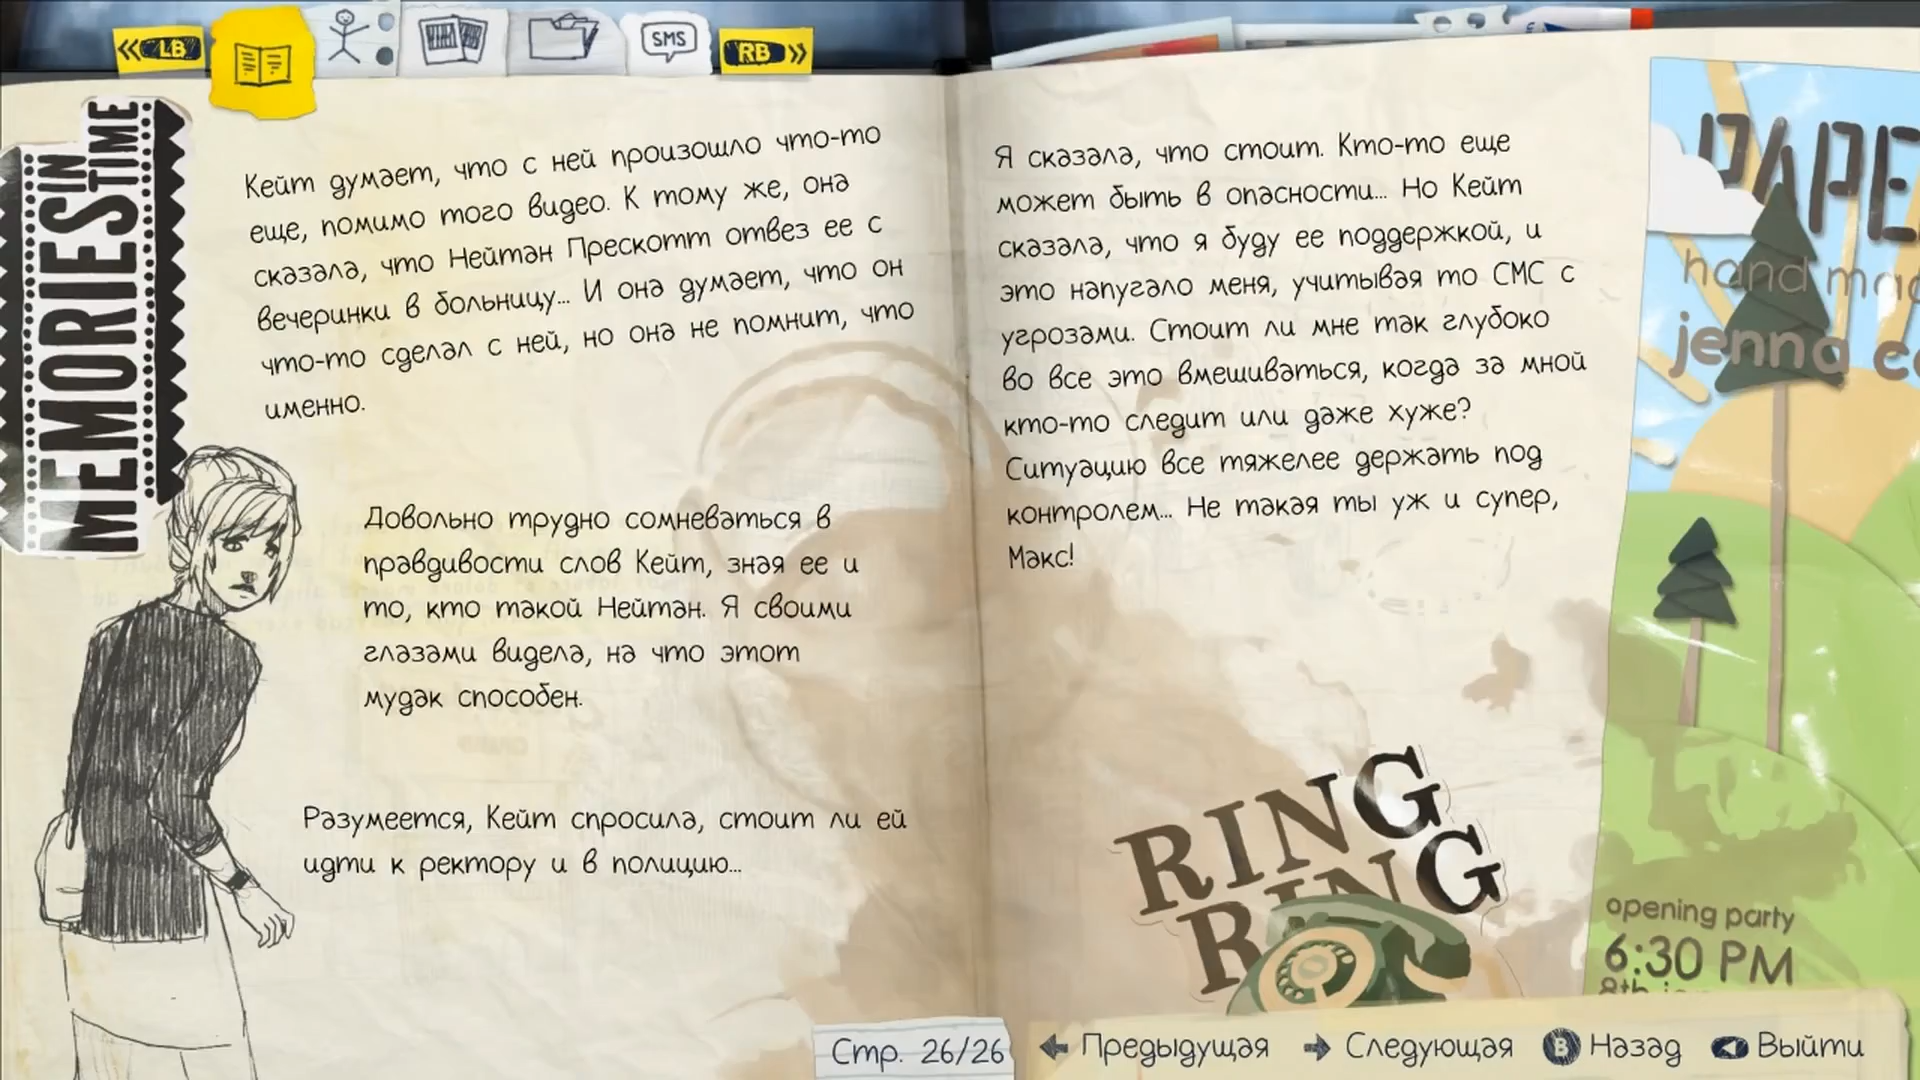 LB
SMS
RB
MEMORIES IN TIME
Кейт думает, что с ней произошло что-то
еще, помимо того видео. К тому же, она
сказала, что Нейтан Прескотт отвез ее с
вечеринки в больницу... И она думает, что он
что-то сделал с ней, но она не помнит, что
именно.
Довольно трудно сомневаться в
правдивости слов Кейт, зная ее и
то, кто такой Нейтан. Я своими
глазами видела, на что этот
мудак способен.
Разумеется, Кейт спросила, стоит ли ей
идти к ректору и в полицию...
Я сказала, что стоит. Кто-то еще
может быть в опасности... Но Кейт
сказала, что я буду ее поддержкой, и
это напугало меня, учитывая то СМС с
угрозами. Стоит ли мне так глубоко
во все это вмешиваться, когда за мной
кто-то следит или даже хуже?
Ситуацию все тяжелее держать под
контролем... Не такая ты уж и супер,
Макс!
RING
RING
PAPE
hand mad
jenna
opening party
6:30 PM
8th
Стр. 26/26
Предыдущая
Следующая
B Назад
Выйти